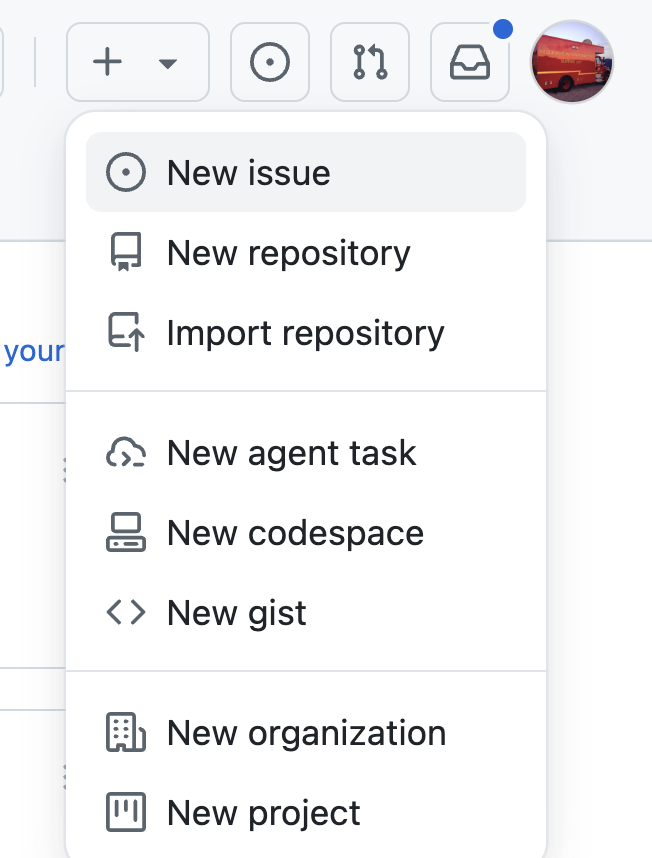 New issue
New repository
your
Import repository
New agent task
New codespace
New gist
New organization
New project